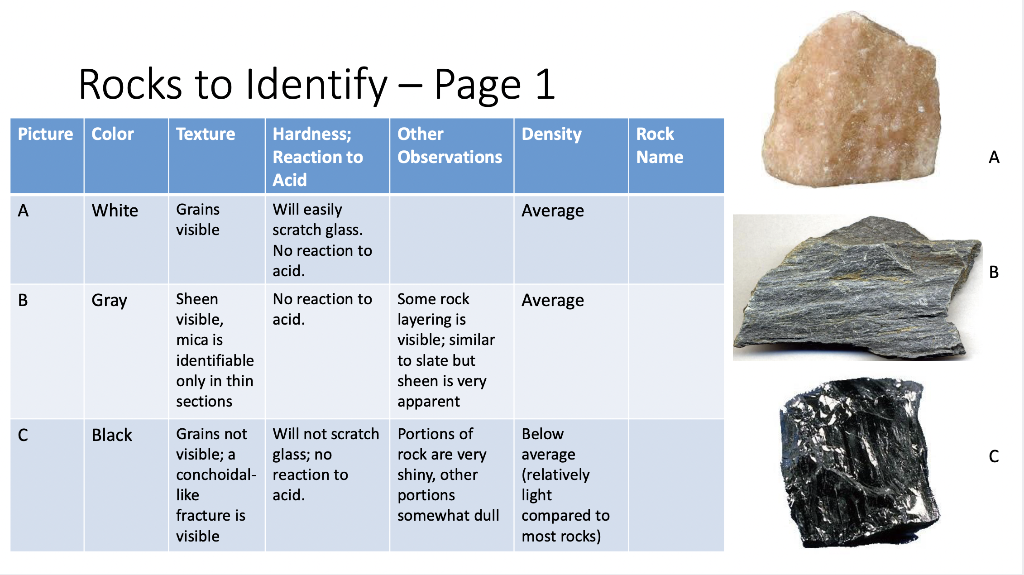 Rocks to Identify – Page 1
Picture
Color
Texture
Hardness;
Reaction to
Acid
Other
Observations
Density
Rock
Name
A
White
Grains
visible
Will easily
scratch glass.
No reaction to
acid.
Average
B
Gray
Sheen
visible,
mica is
identifiable
only in thin
sections
No reaction to
acid.
Some rock
layering is
visible; similar
to slate but
sheen is very
apparent
Average
C
Black
Grains not
visible; a
conchoidal-
like
fracture is
visible
Will not scratch
glass; no
reaction to
acid.
Portions of
rock are very
shiny, other
portions
somewhat dull
Below
average
(relatively
light
compared to
most rocks)
A
B
C